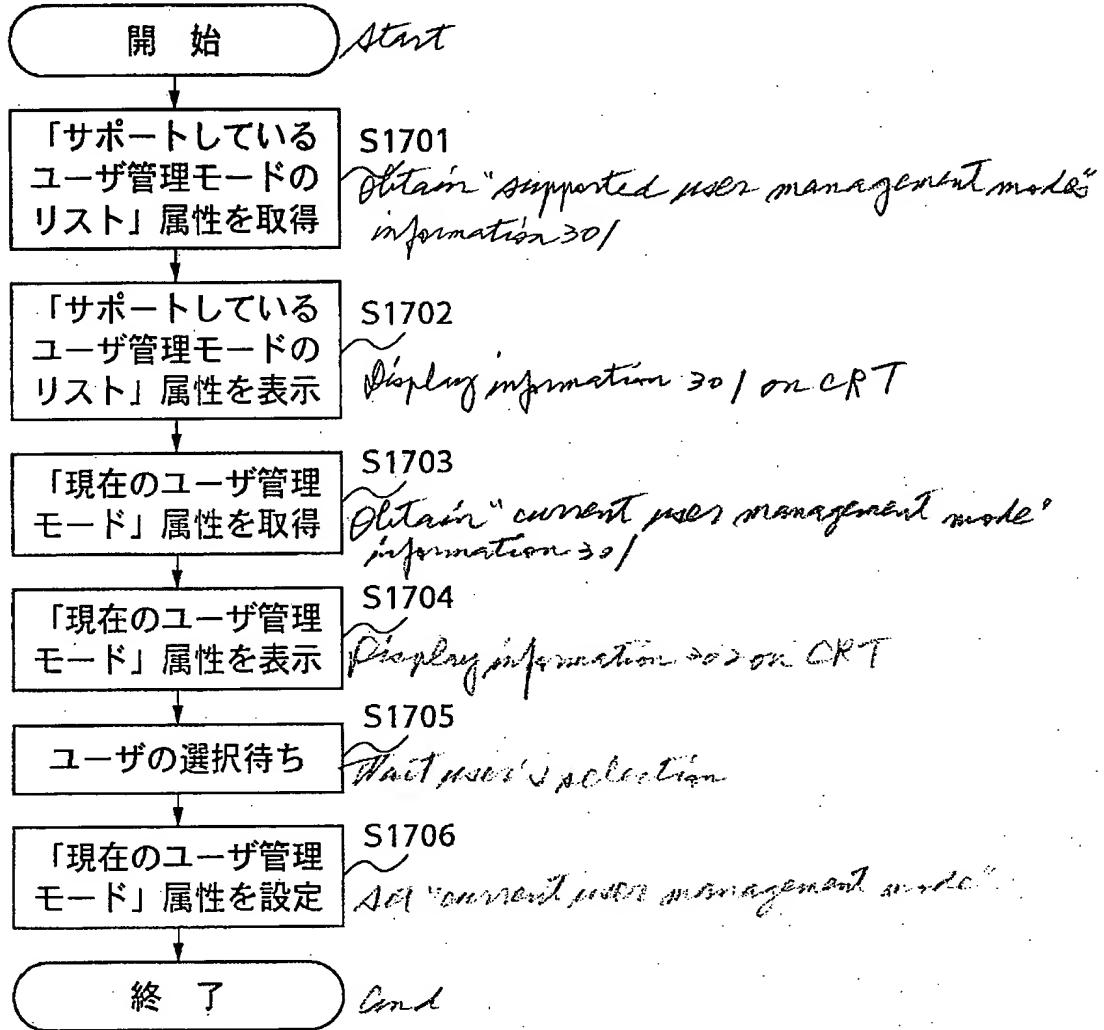 開 始
Start
「サポートしている
ユーザ管理モードの
リスト」属性を取得
S1701
Obtain "supported user management mode"
information 301
「サポートしている
ユーザ管理モードの
リスト」属性を表示
S1702
Display information 301 on CRT
「現在のユーザ管理
モード」属性を取得
S1703
Obtain "current user management mode"
information 301
「現在のユーザ管理
モード」属性を表示
S1704
Display information 302 on CRT
ユーザの選択待ち
S1705
Wait user's selection
「現在のユーザ管理
モード」属性を設定
S1706
Set "current user management mode"
終 了
End